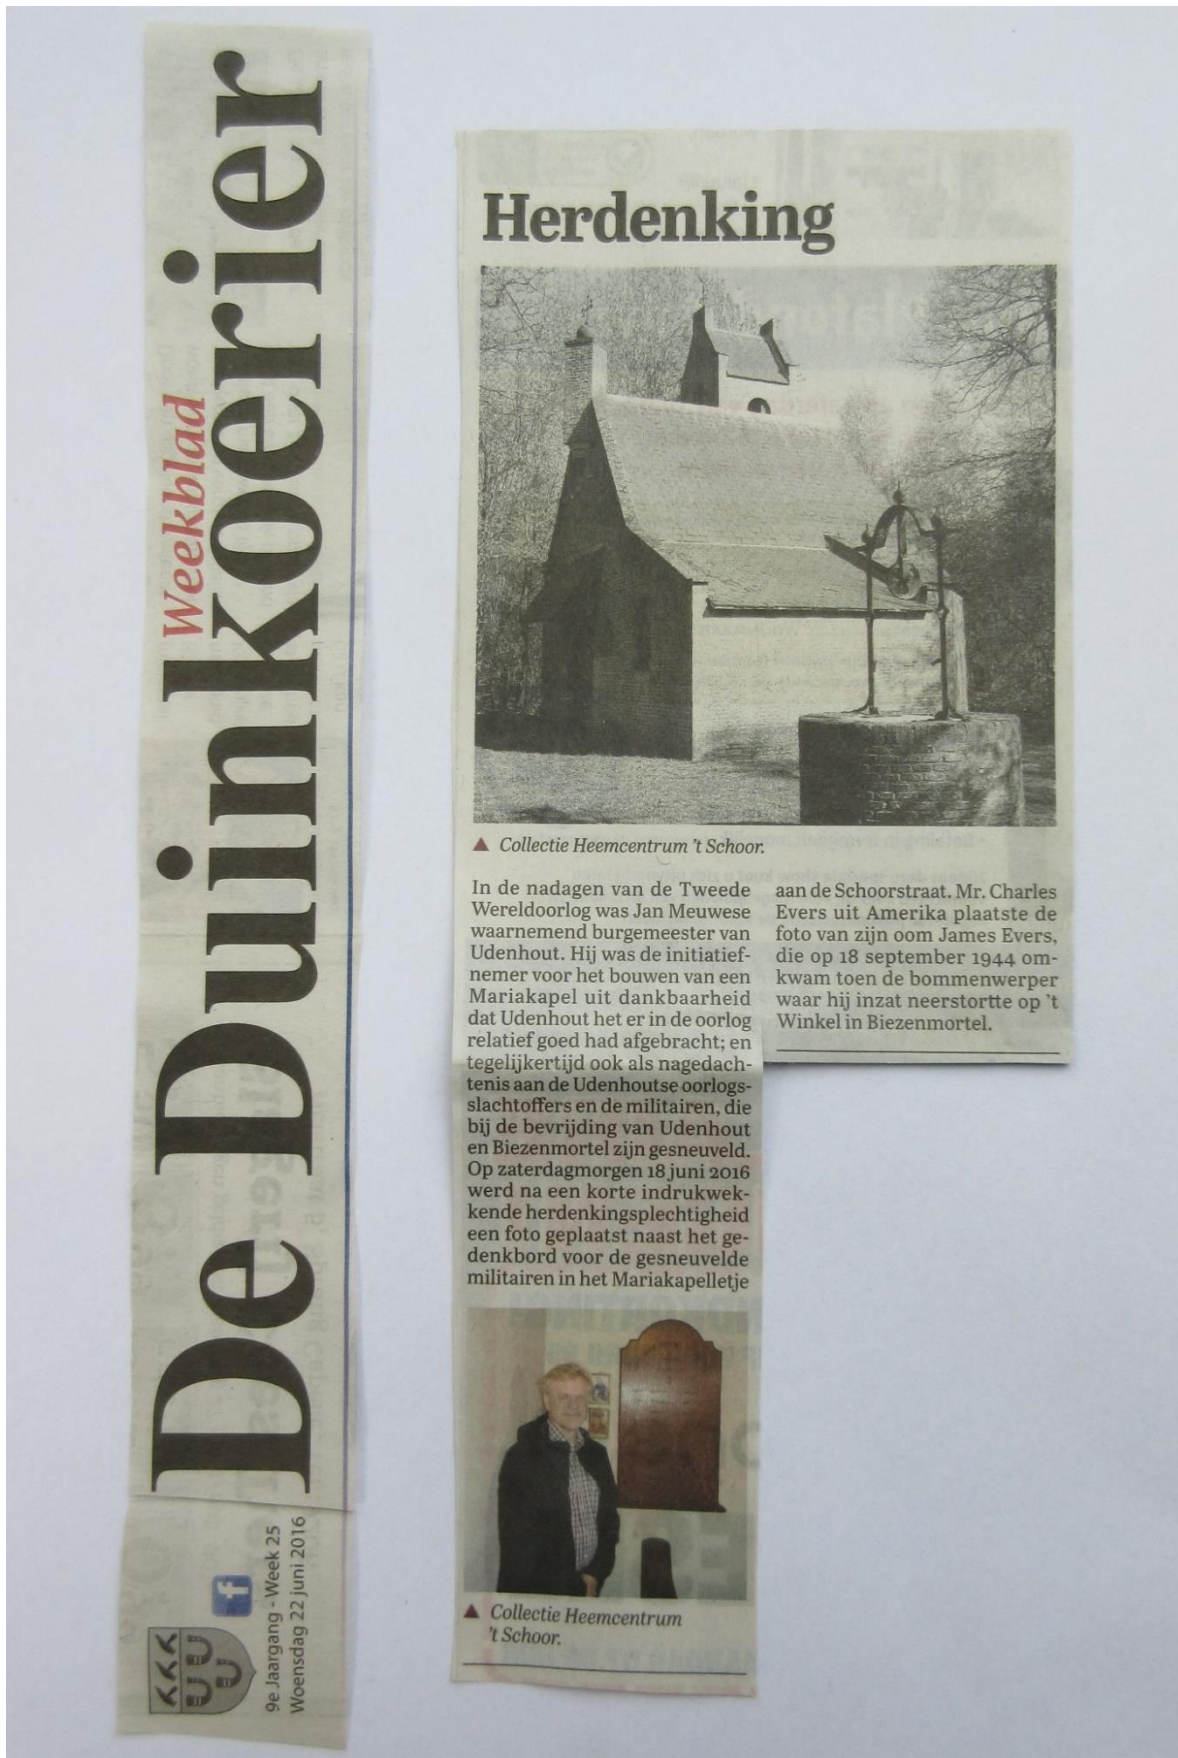 Weekblad
De Duinkoerier
9e Jaargang - Week 25
Woensdag 22 juni 2016
Herdenking
▲ Collectie Heemcentrum 't Schoor.
In de nadagen van de Tweede
Wereldoorlog was Jan Meuwese
waarnemend burgemeester van
Udenhout. Hij was de initiatief-
nemer voor het bouwen van een
Mariakapel uit dankbaarheid
dat Udenhout het er in de oorlog
relatief goed had afgebracht; en
tegelijkertijd ook als nagedach-
tenis aan de Udenhoutse oorlogs-
slachtoffers en de militairen, die
bij de bevrijding van Udenhout
en Biezenmortel zijn gesneuveld.
Op zaterdagmorgen 18 juni 2016
werd na een korte indrukwek-
kende herdenkingsplechtigheid
een foto geplaatst naast het ge-
denkbord voor de gesneuvelde
militairen in het Mariakapelletje
aan de Schoorstraat. Mr. Charles
Evers uit Amerika plaatste de
foto van zijn oom James Evers,
die op 18 september 1944 om-
kwam toen de bommenwerper
waar hij inzat neerstortte op 't
Winkel in Biezenmortel.
▲ Collectie Heemcentrum
't Schoor.